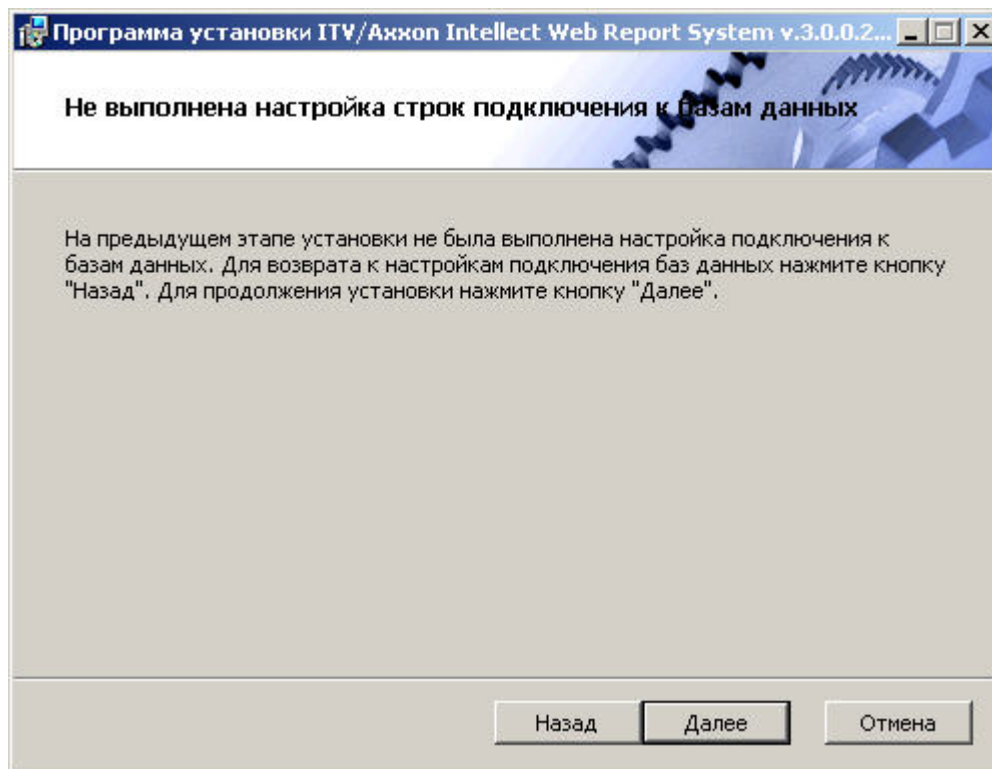 Программа установки ITV/Axxon Intellect Web Report System v.3.0.0.2...
Не выполнена настройка строк подключения к базам данных
На предыдущем этапе установки не была выполнена настройка подключения к
базам данных. Для возврата к настройкам подключения баз данных нажмите кнопку
"Назад". Для продолжения установки нажмите кнопку "Далее".
Назад Далее Отмена